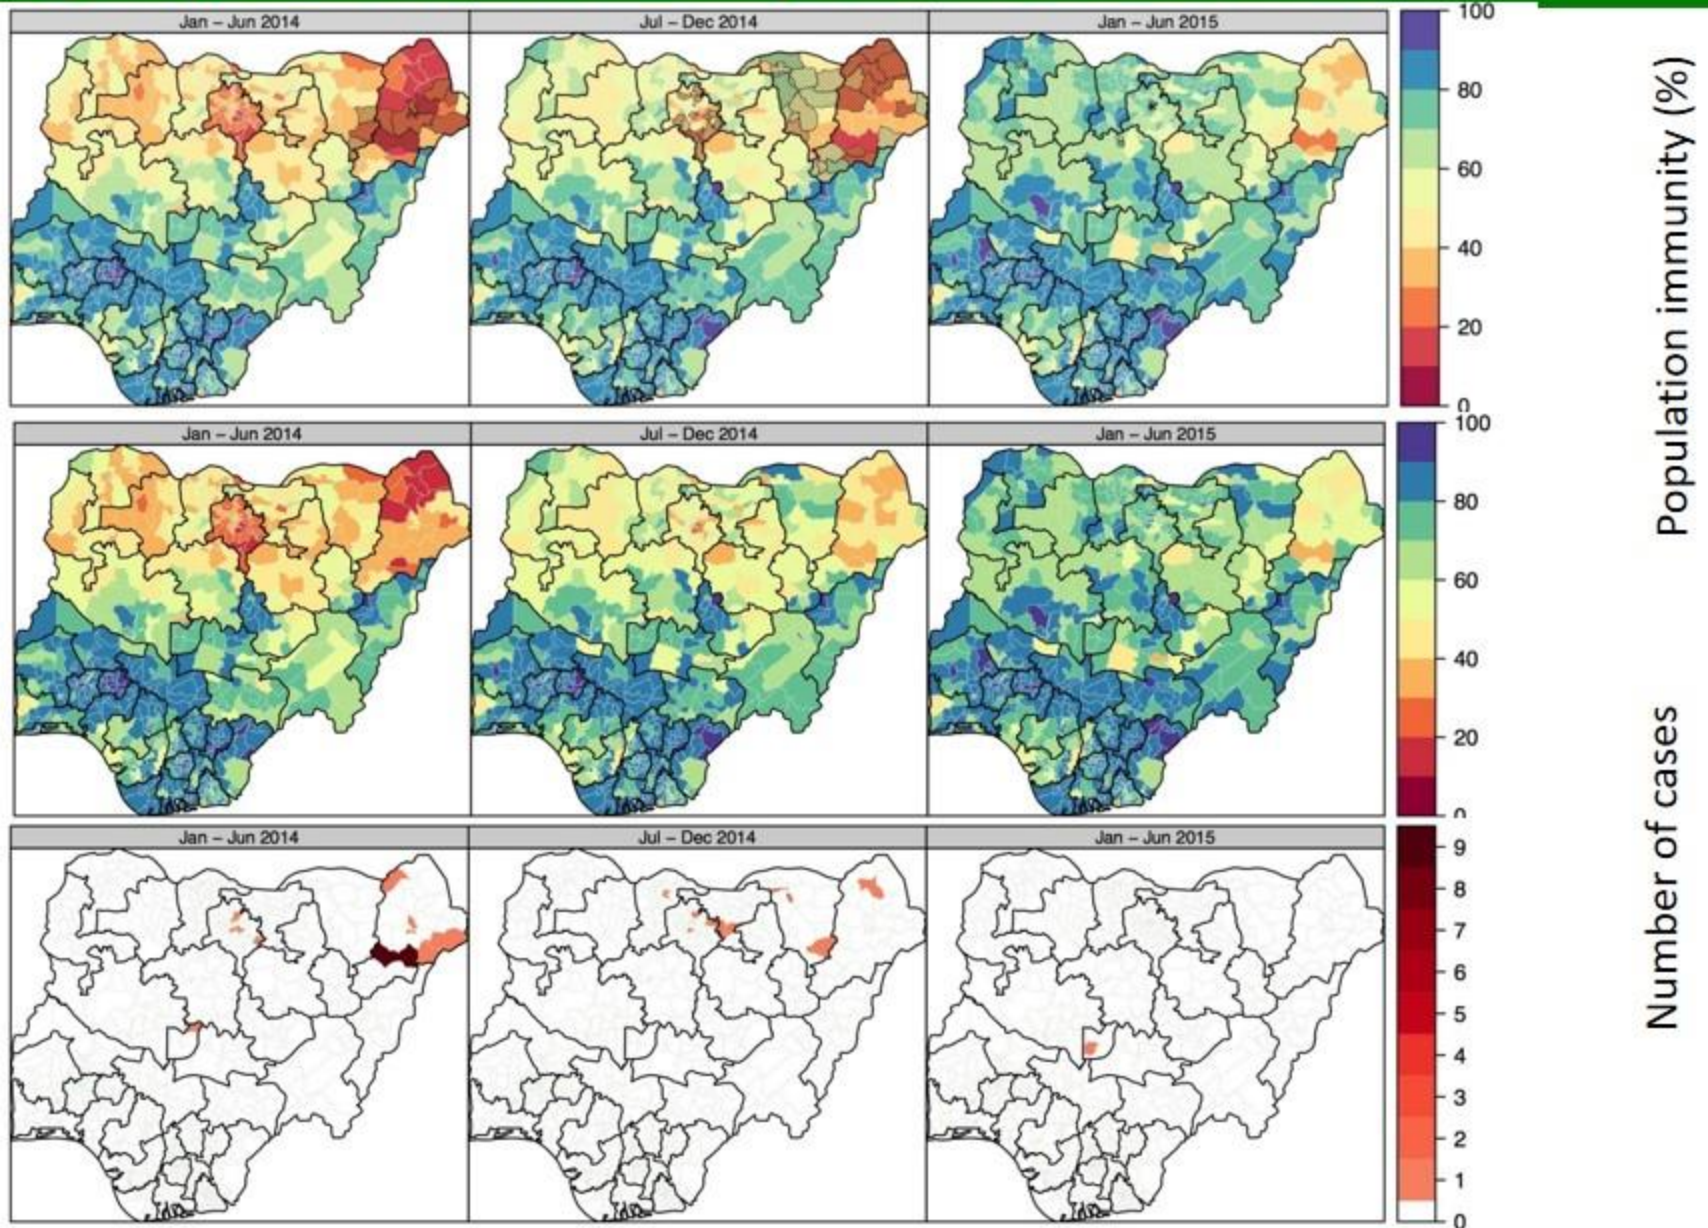 Jan – Jun 2014
Jul – Dec 2014
Jan – Jun 2015
100
80
60
40
20
0
Population immunity (%)
Jan – Jun 2014
Jul – Dec 2014
Jan – Jun 2015
100
80
60
40
20
0
Jan – Jun 2014
Jul – Dec 2014
Jan – Jun 2015
9
8
7
6
5
4
3
2
1
0
Number of cases